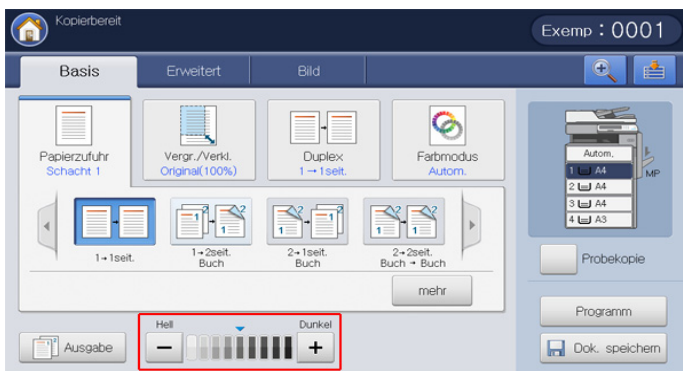 Kopierbereit
Exemp : 0001
Basis
Erweitert
Bild
Papierzufuhr
Schacht 1
Vergr./Verkl.
Original(100%)
Duplex
1→1seit.
Farbmodus
Autom.
1→1seit.
1→2seit.
Buch
2→1seit.
Buch
2→2seit.
Buch → Buch
mehr
Autom.
1 A4
2 A4
3 A4
4 A3
MP
Probekopie
Programm
Dok. speichern
Ausgabe
Hell
Dunkel